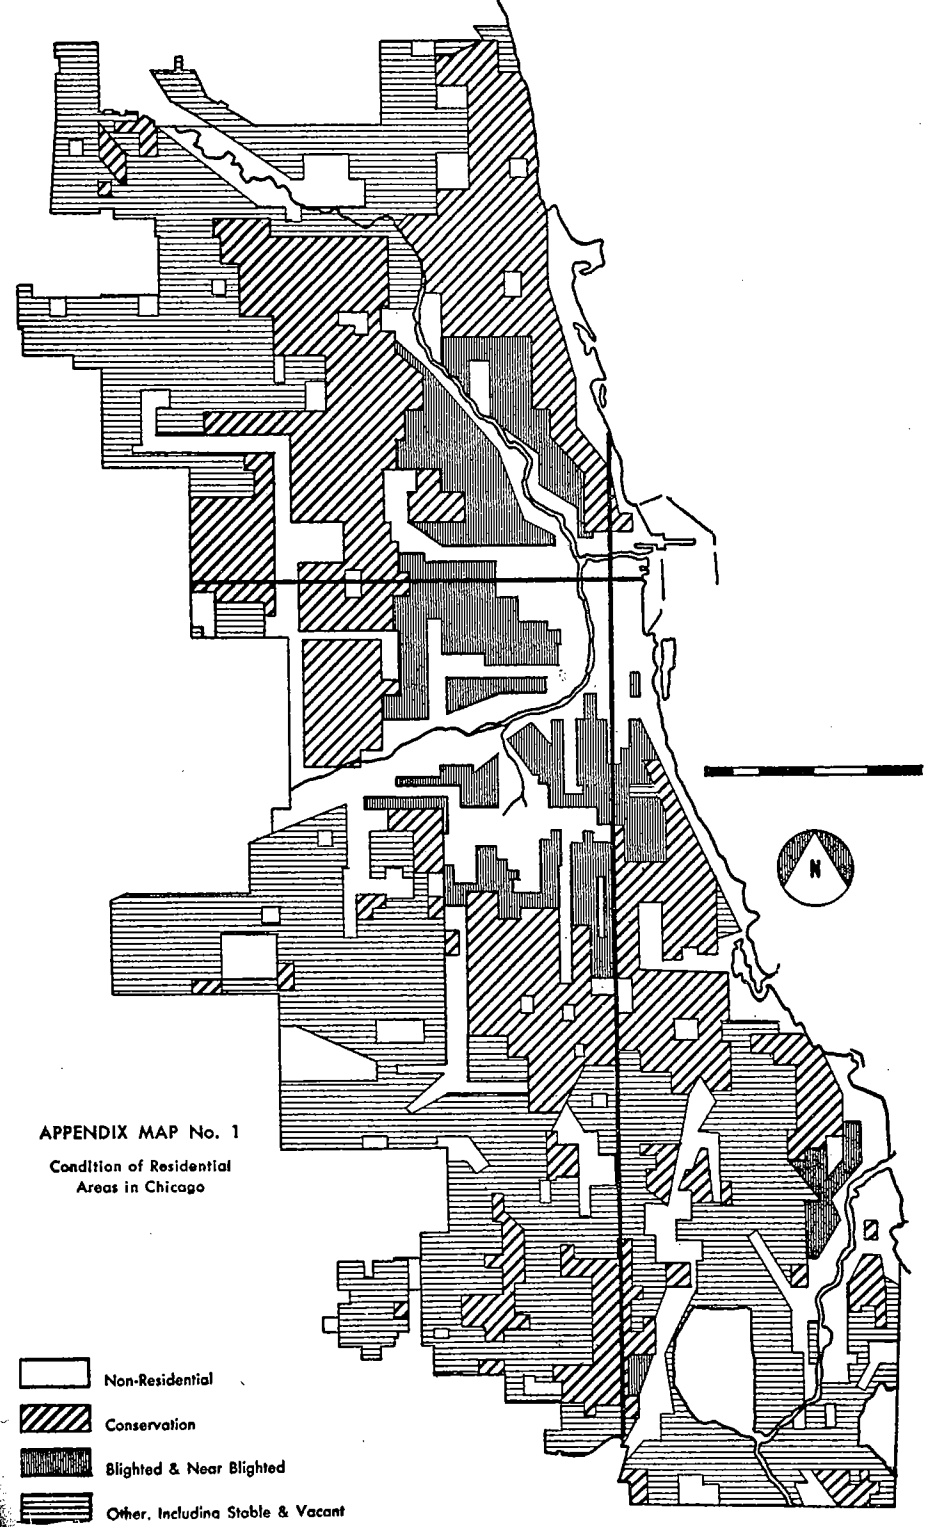 N
APPENDIX MAP No. 1
Condition of Residential
Areas in Chicago
Non-Residential
Conservation
Blighted & Near Blighted
Other, Including Stable & Vacant